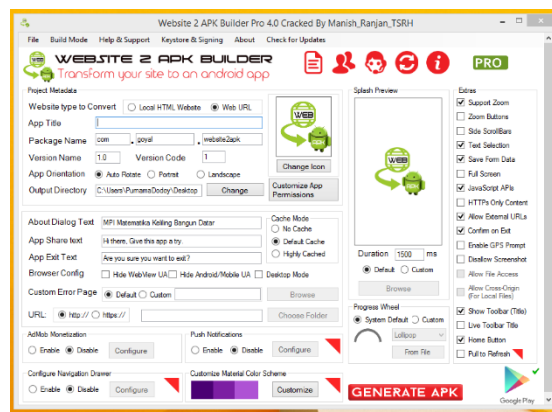 Website 2 APK Builder Pro 4.0 Cracked By Manish_Ranjan_TSRH
File Build Mode Help & Support Keystore & Signing About Check for Updates
WEBSITE 2 APK BUILDER
Transform your site to an android app
PRO
Project Metadata
Website type to Convert Local HTML Website Web URL
App Title
Package Name com . goyal . website2apk
Version Name 1.0 Version Code 1
App Orientation Auto Rotate Portrait Landscape
Output Directory C:\Users\PurnamaDodoy\Desktop Change
WEB
Change Icon
Customize App
Permissions
About Dialog Text MPI Matematika Keliling Bangun Datar
App Share text Hi there, Give this app a try.
App Exit Text Are you sure you want to exit?
Browser Config Hide WebView UA Hide Android/Mobile UA Desktop Mode
Cache Mode
No Cache
Default Cache
Highly Cached
Custom Error Page Default Custom Browse
URL: http:// https:// Choose Folder
AdMob Monetization
Enable Disable Configure
Push Notifications
Enable Disable Configure
Configure Navigation Drawer
Enable Disable Configure
Customize Material Color Scheme
Customize
Splash Preview
WEB
Duration 1500 ms
Default Custom
Browse
Progress Wheel
System Default Custom
Lollipop
From File
GENERATE APK
Extras
Support Zoom
Zoom Buttons
Side ScrollBars
Text Selection
Save Form Data
Full Screen
JavaScript APIs
HTTPs Only Content
Allow External URLs
Confirm on Exit
Enable GPS Prompt
Disallow Screenshot
Allow File Access
Allow Cross-Origin
(For Local Files)
Show Toolbar (Title)
Live Toolbar Title
Home Button
Pull to Refresh
Google Play